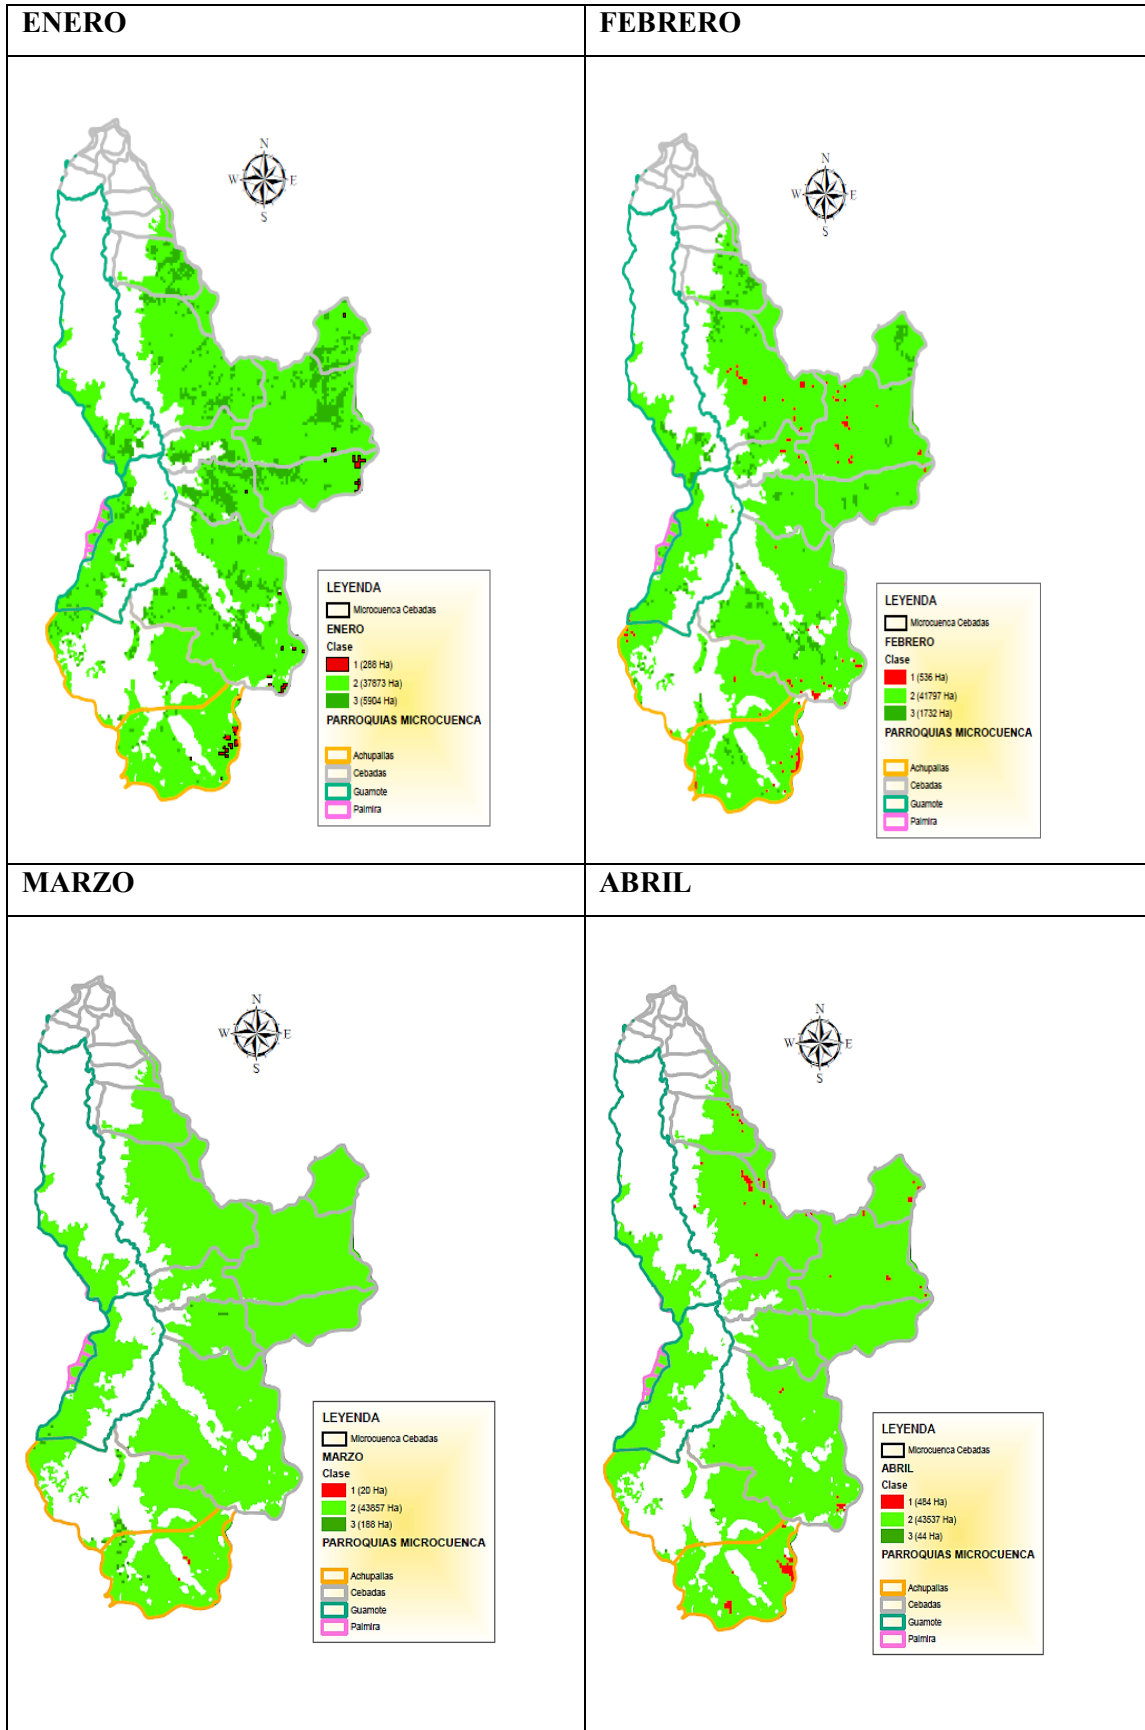 ENERO
N
W
E
S
LEYENDA
Microcuenca Cebadas
ENERO
Clase
1 (288 Ha)
2 (37873 Ha)
3 (5904 Ha)
PARROQUIAS MICROCUENCA
Achupallas
Cebadas
Guamote
Palmira
FEBRERO
N
W
E
S
LEYENDA
Microcuenca Cebadas
FEBRERO
Clase
1 (536 Ha)
2 (41797 Ha)
3 (1732 Ha)
PARROQUIAS MICROCUENCA
Achupallas
Cebadas
Guamote
Palmira
MARZO
N
W
E
S
LEYENDA
Microcuenca Cebadas
MARZO
Clase
1 (20 Ha)
2 (43857 Ha)
3 (188 Ha)
PARROQUIAS MICROCUENCA
Achupallas
Cebadas
Guamote
Palmira
ABRIL
N
W
E
S
LEYENDA
Microcuenca Cebadas
ABRIL
Clase
1 (484 Ha)
2 (43537 Ha)
3 (44 Ha)
PARROQUIAS MICROCUENCA
Achupallas
Cebadas
Guamote
Palmira